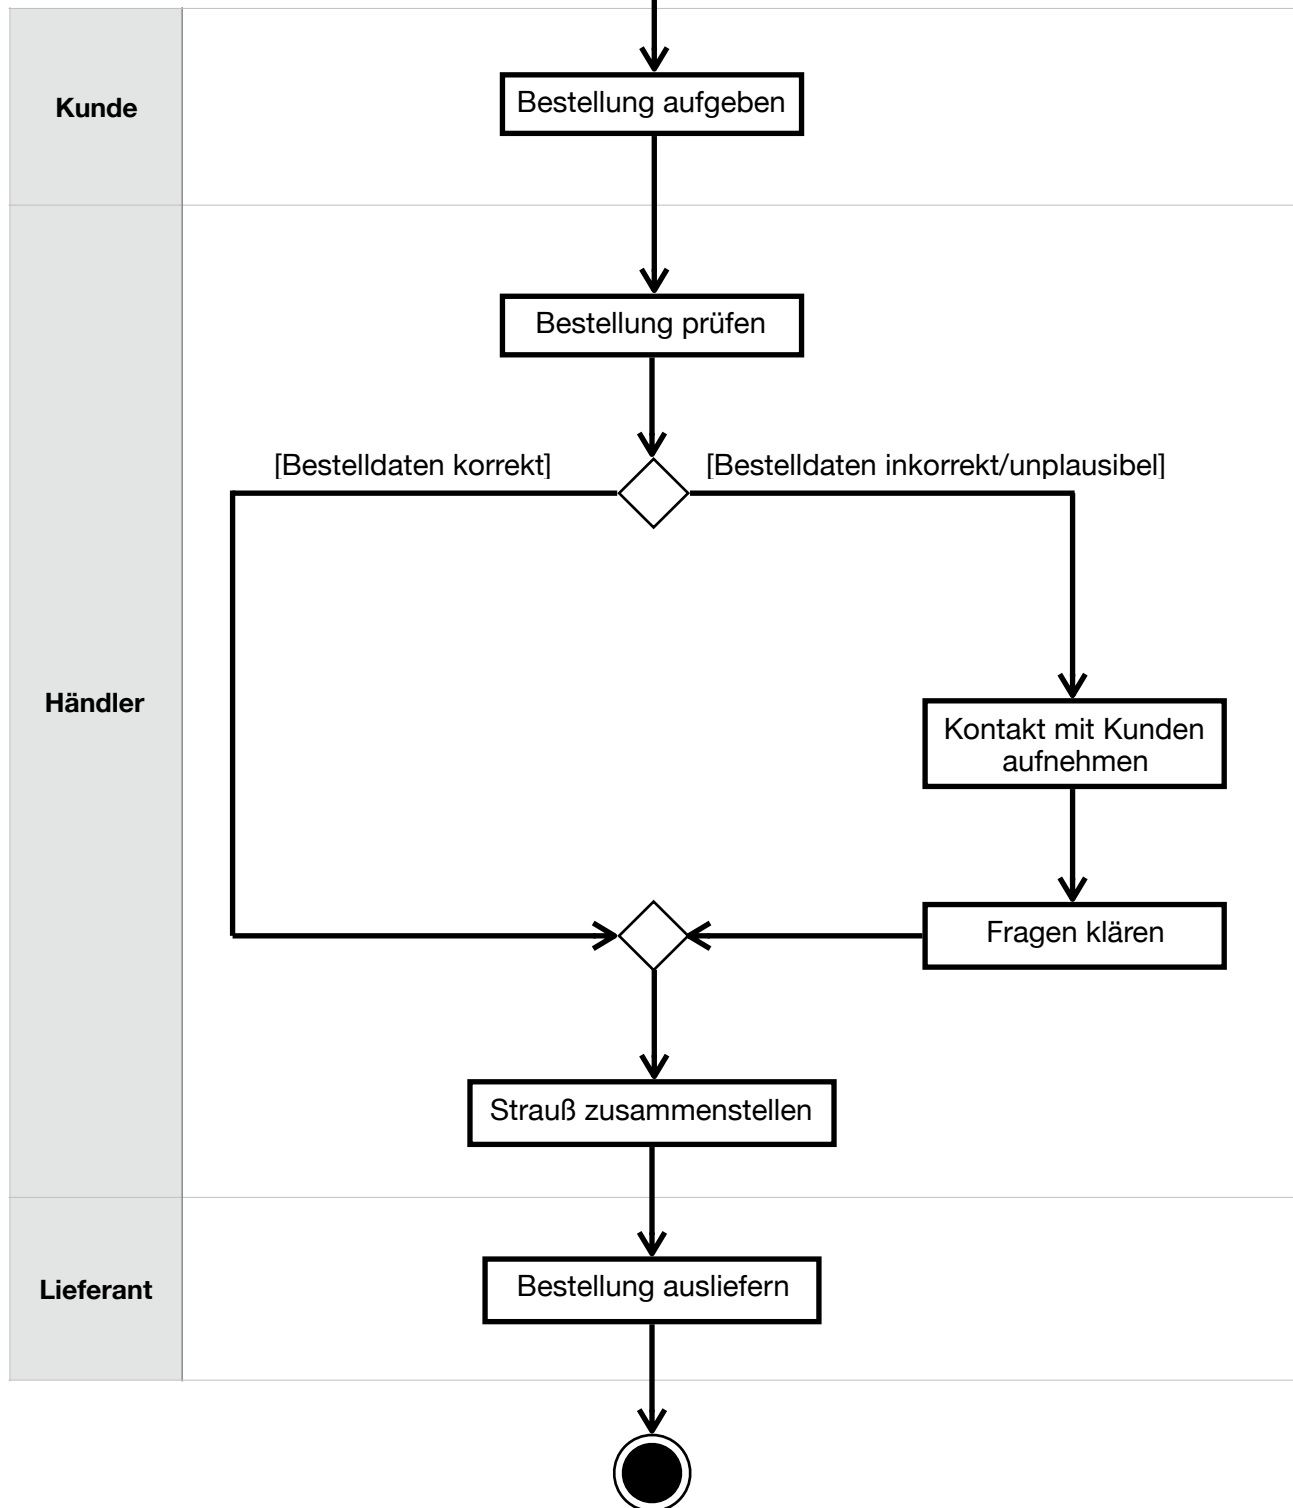 Kunde
Bestellung aufgeben
Bestellung prüfen
[Bestelldaten korrekt]
[Bestelldaten inkorrekt/unplausibel]
Händler
Kontakt mit Kunden
aufnehmen
Fragen klären
Strauß zusammenstellen
Lieferant
Bestellung ausliefern